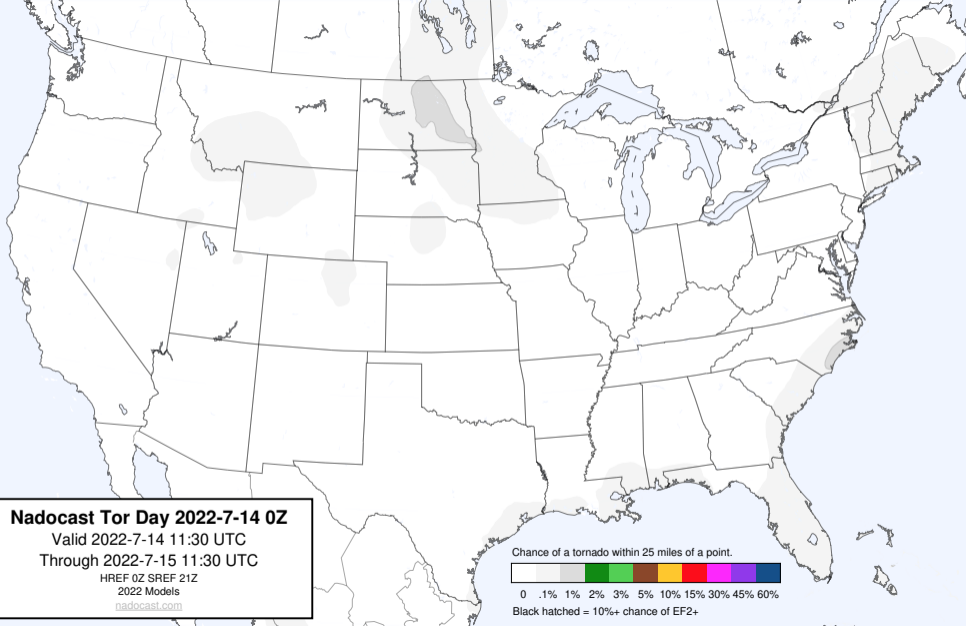 Nadocast Tor Day 2022-7-14 0Z
Valid 2022-7-14 11:30 UTC
Through 2022-7-15 11:30 UTC
HREF 0Z SREF 21Z
2022 Models
nadocast.com
Chance of a tornado within 25 miles of a point.
0 .1% 1% 2% 3% 5% 10% 15% 30% 45% 60%
Black hatched = 10%+ chance of EF2+